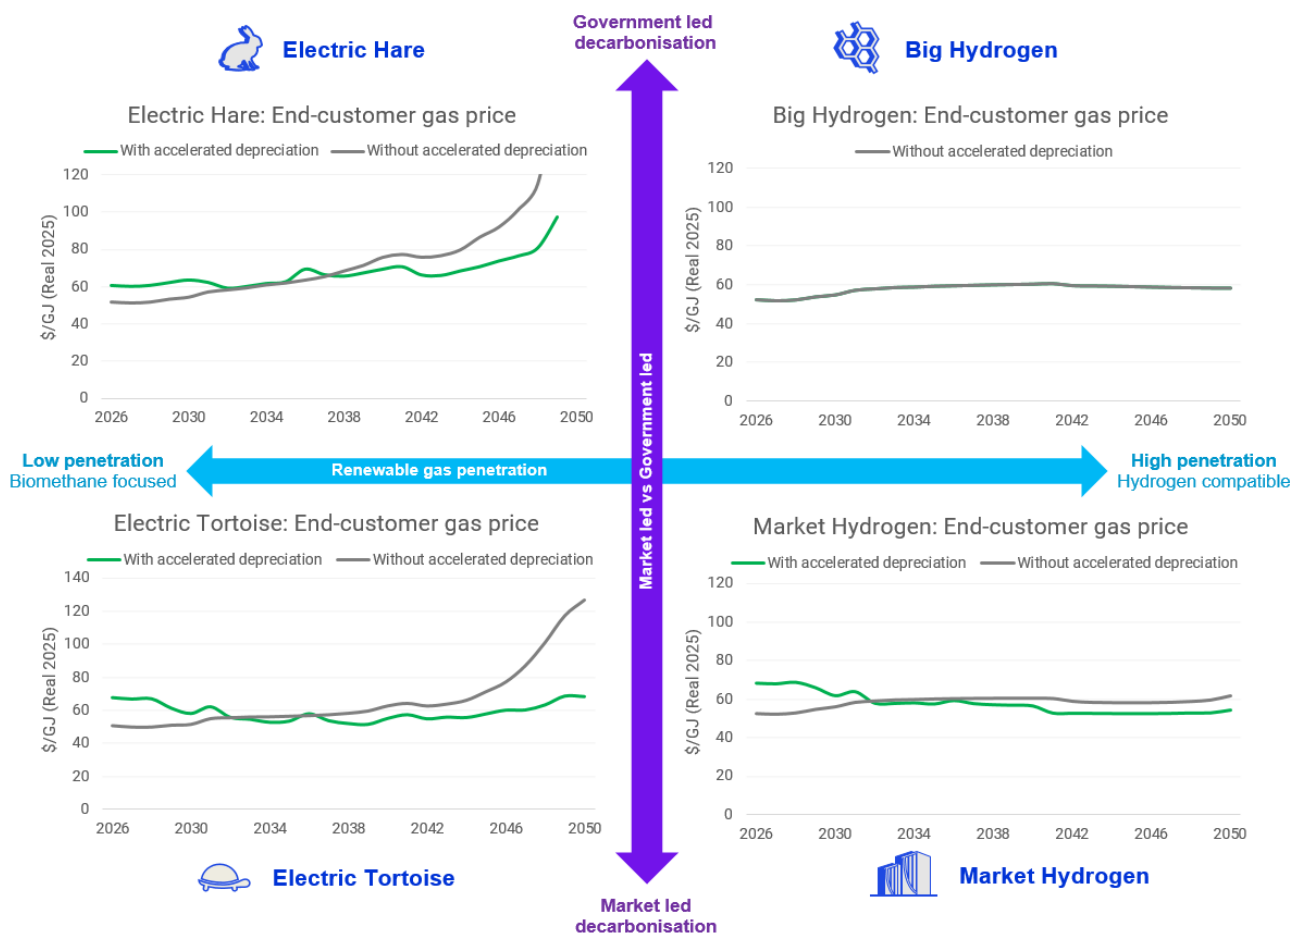 Government led
decarbonisation
Electric Hare
Big Hydrogen
Electric Hare: End-customer gas price
With accelerated depreciation
Without accelerated depreciation
$/GJ (Real 2025)
120
100
80
60
40
20
0
2026 2030 2034 2038 2042 2046 2050
Big Hydrogen: End-customer gas price
Without accelerated depreciation
$/GJ (Real 2025)
120
100
80
60
40
20
0
2026 2030 2034 2038 2042 2046 2050
Market led vs Government led
Low penetration
Biomethane focused
Renewable gas penetration
High penetration
Hydrogen compatible
Electric Tortoise: End-customer gas price
With accelerated depreciation
Without accelerated depreciation
$/GJ (Real 2025)
140
120
100
80
60
40
20
0
2026 2030 2034 2038 2042 2046 2050
Market Hydrogen: End-customer gas price
With accelerated depreciation
Without accelerated depreciation
$/GJ (Real 2025)
120
100
80
60
40
20
0
2026 2030 2034 2038 2042 2046 2050
Electric Tortoise
Market Hydrogen
Market led
decarbonisation